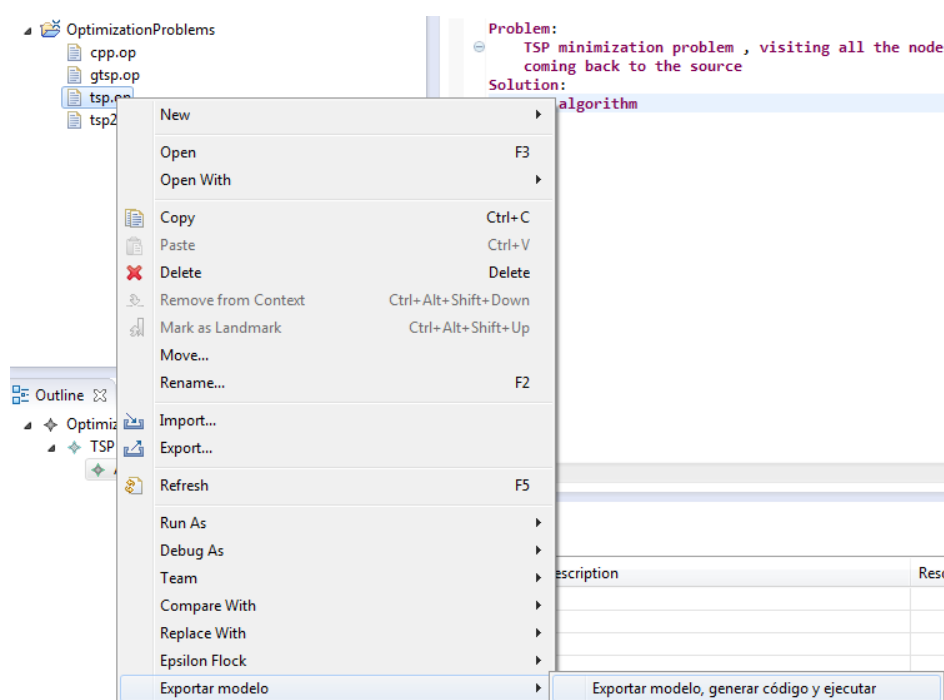 OptimizationProblems
cpp.op
gtsp.op
tsp.op
tsp2
Problem:
TSP minimization problem , visiting all the node
coming back to the source
Solution:
algorithm
New
Open F3
Open With
Copy Ctrl+C
Paste Ctrl+V
Delete Delete
Remove from Context Ctrl+Alt+Shift+Down
Mark as Landmark Ctrl+Alt+Shift+Up
Move...
Rename... F2
Import...
Export...
Refresh F5
Run As
Debug As
Team
Compare With
Replace With
Epsilon Flock
Exportar modelo
Exportar modelo, generar código y ejecutar
Outline
Optimiz
TSP
escription Reso